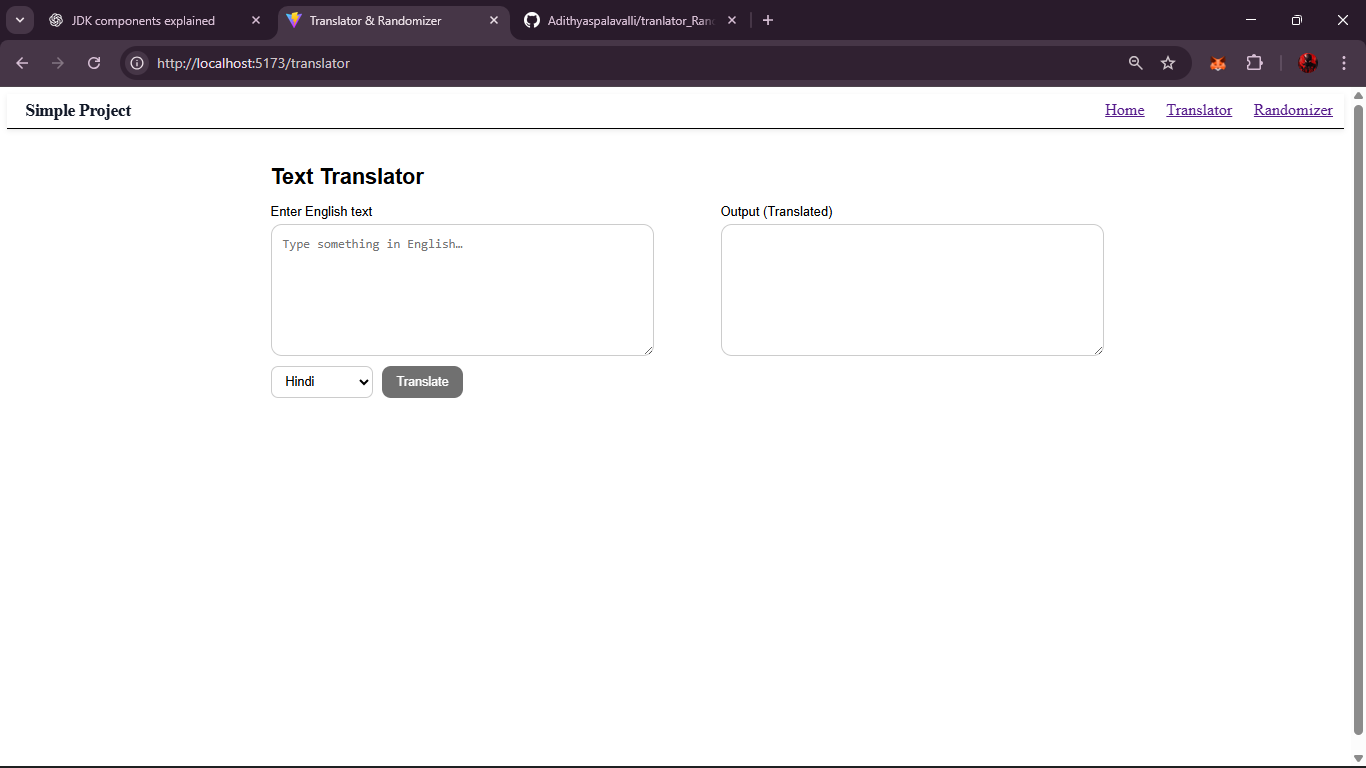 JDK components explained
Translator & Randomizer
Adithyaspalavalli/tranlator_Ran
http://localhost:5173/translator
Simple Project
Home Translator Randomizer
Text Translator
Enter English text
Output (Translated)
Type something in English…
Hindi
Translate